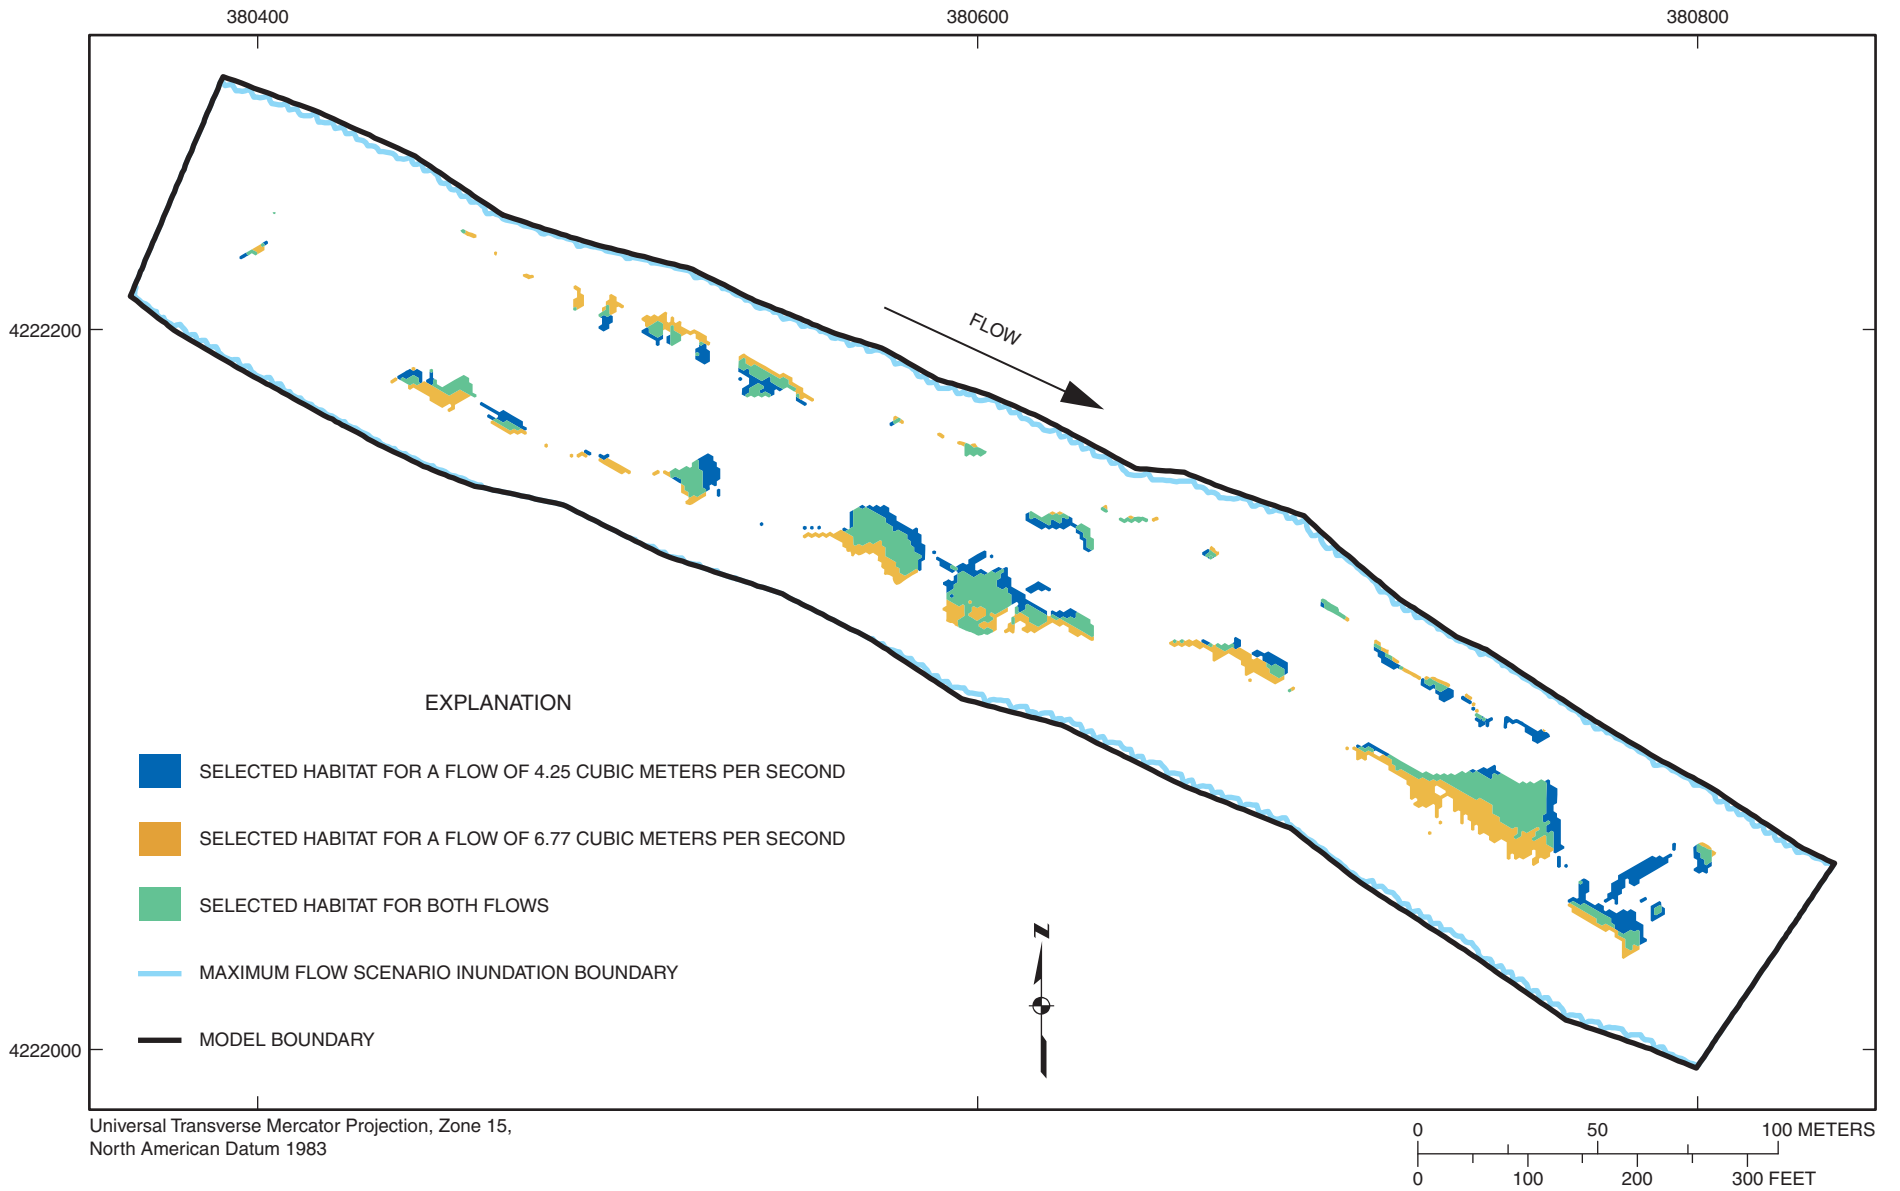 380400
380600
380800
4222200
FLOW
EXPLANATION
SELECTED HABITAT FOR A FLOW OF 4.25 CUBIC METERS PER SECOND
SELECTED HABITAT FOR A FLOW OF 6.77 CUBIC METERS PER SECOND
SELECTED HABITAT FOR BOTH FLOWS
MAXIMUM FLOW SCENARIO INUNDATION BOUNDARY
MODEL BOUNDARY
N
4222000
Universal Transverse Mercator Projection, Zone 15,
North American Datum 1983
0 50 100 METERS
0 100 200 300 FEET